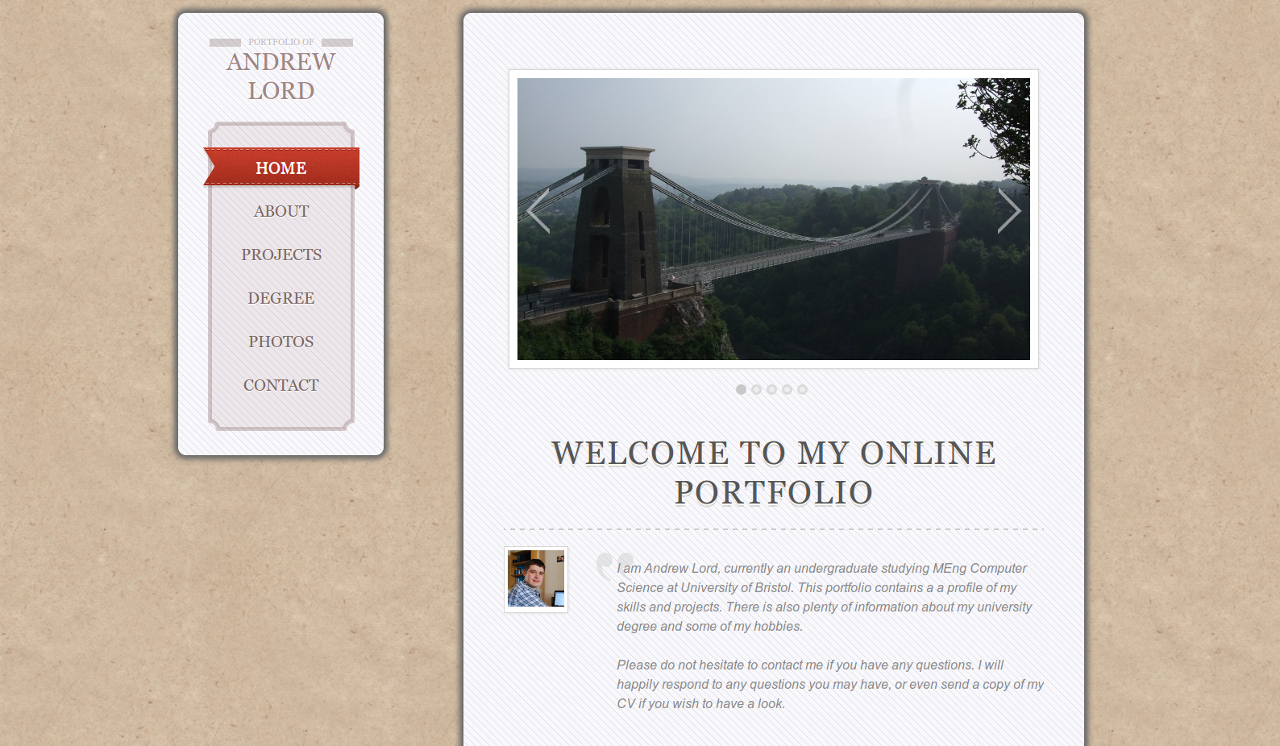 PORTFOLIO OF
ANDREW
LORD
HOME
ABOUT
PROJECTS
DEGREE
PHOTOS
CONTACT
WELCOME TO MY ONLINE
PORTFOLIO
I am Andrew Lord, currently an undergraduate studying MEng Computer
Science at University of Bristol. This portfolio contains a a profile of my
skills and projects. There is also plenty of information about my university
degree and some of my hobbies.
Please do not hesitate to contact me if you have any questions. I will
happily respond to any questions you may have, or even send a copy of my
CV if you wish to have a look.